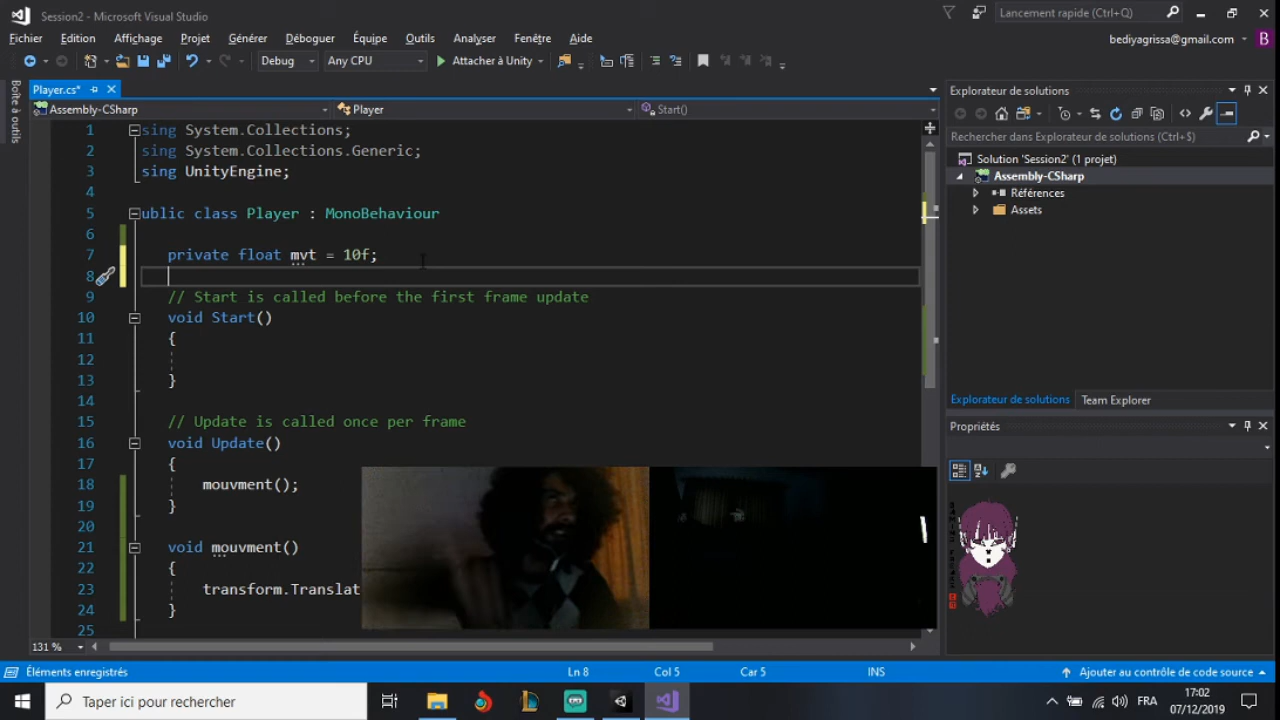 Session2 - Microsoft Visual Studio
Lancement rapide (Ctrl+Q)
Fichier Edition Affichage Projet Générer Déboguer Équipe Outils Analyser Fenêtre Aide
bediyagrissa@gmail.com B
Debug Any CPU Attacher à Unity
Boîte à outils
Player.cs*
Assembly-CSharp Player Start()
1 sing System.Collections;
2 sing System.Collections.Generic;
3 sing UnityEngine;
4
5 ublic class Player : MonoBehaviour
6
7 private float mvt = 10f;
8
9 // Start is called before the first frame update
10 void Start()
11 {
12
13 }
14
15 // Update is called once per frame
16 void Update()
17 {
18 mouvment();
19 }
20
21 void mouvment()
22 {
23 transform.Translat
24 }
25
131 %
Explorateur de solutions
Rechercher dans Explorateur de solutions (Ctrl+$)
Solution 'Session2' (1 projet)
Assembly-CSharp
Références
Assets
Explorateur de solutions Team Explorer
Propriétés
Éléments enregistrés Ln 8 Col 5 Car 5 INS Ajouter au contrôle de code source
Taper ici pour rechercher
FRA
17:02
07/12/2019